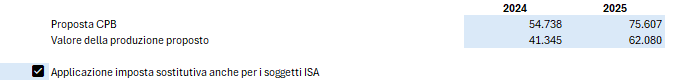 2024 2025
Proposta CPB 54.738 75.607
Valore della produzione proposto 41.345 62.080
Applicazione imposta sostitutiva anche per i soggetti ISA